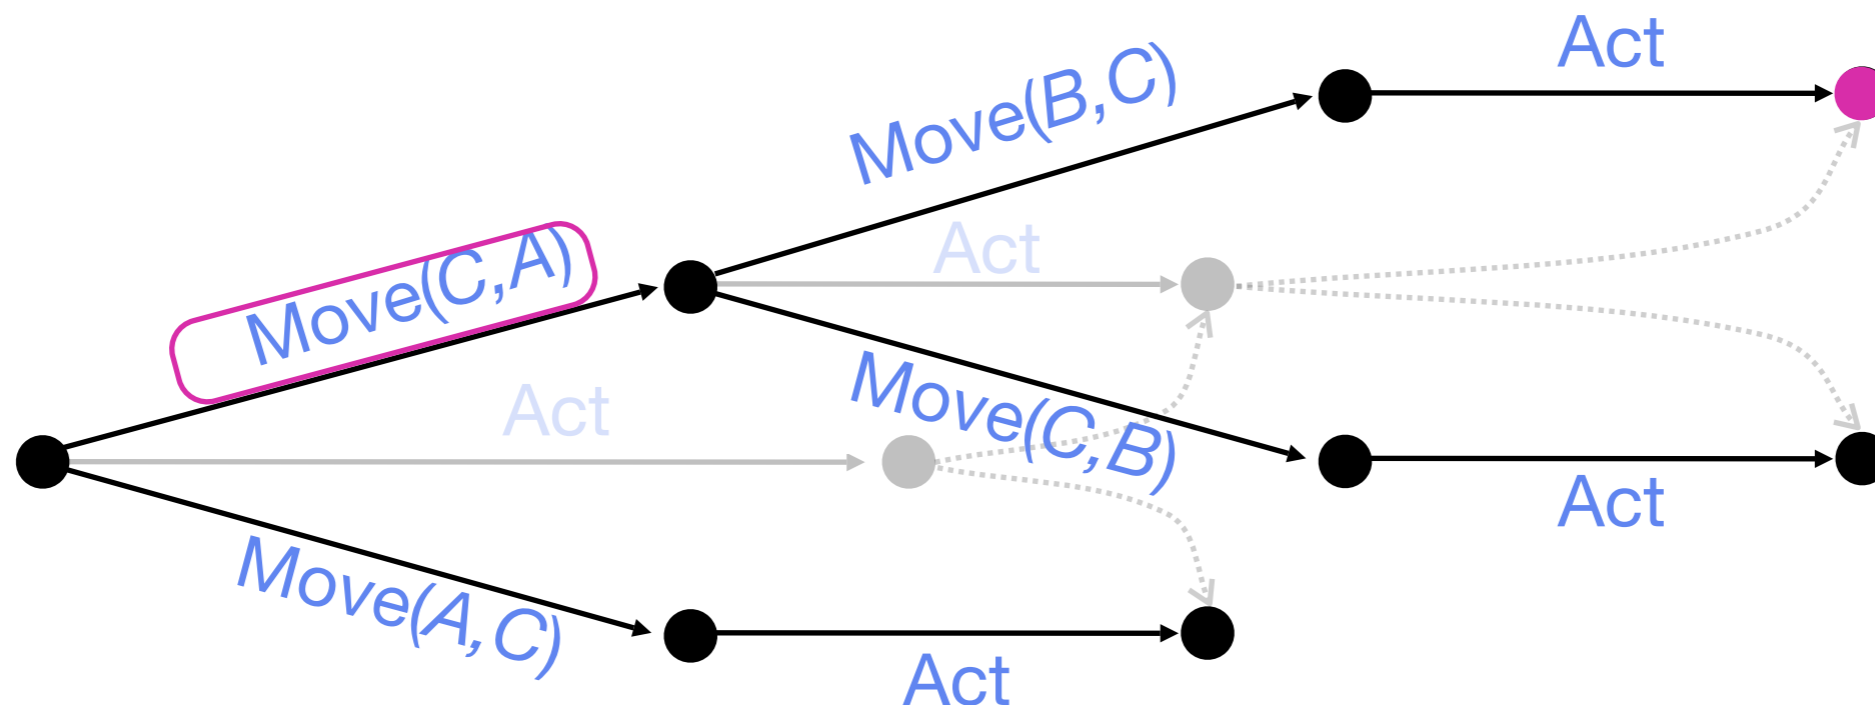 Act
Move(B,C)
Act
Move(C,A)
Act
Move(C,B)
Act
Move(A,C)
Act